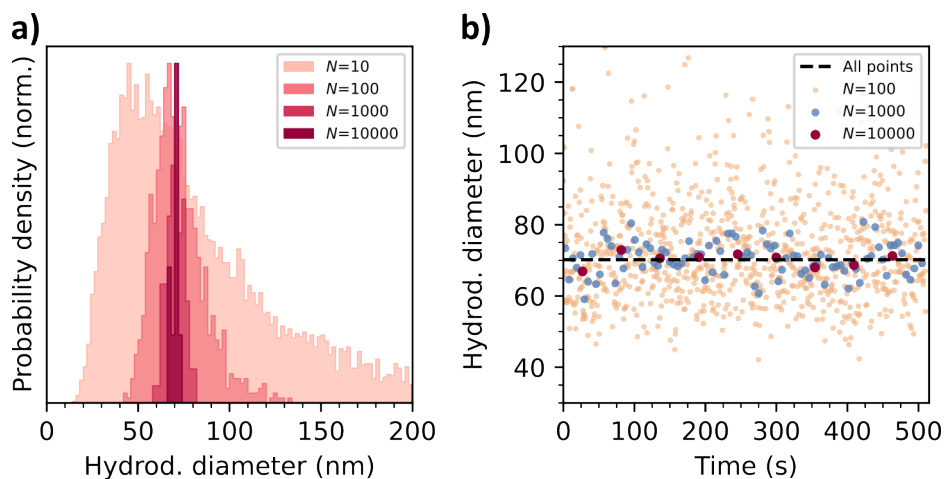 a)
Probability density (norm.)
N=10
N=100
N=1000
N=10000
0
50
100
150
200
Hydrod. diameter (nm)
b)
Hydrod. diameter (nm)
120
100
80
60
40
All points
N=100
N=1000
N=10000
0
100
200
300
400
500
Time (s)